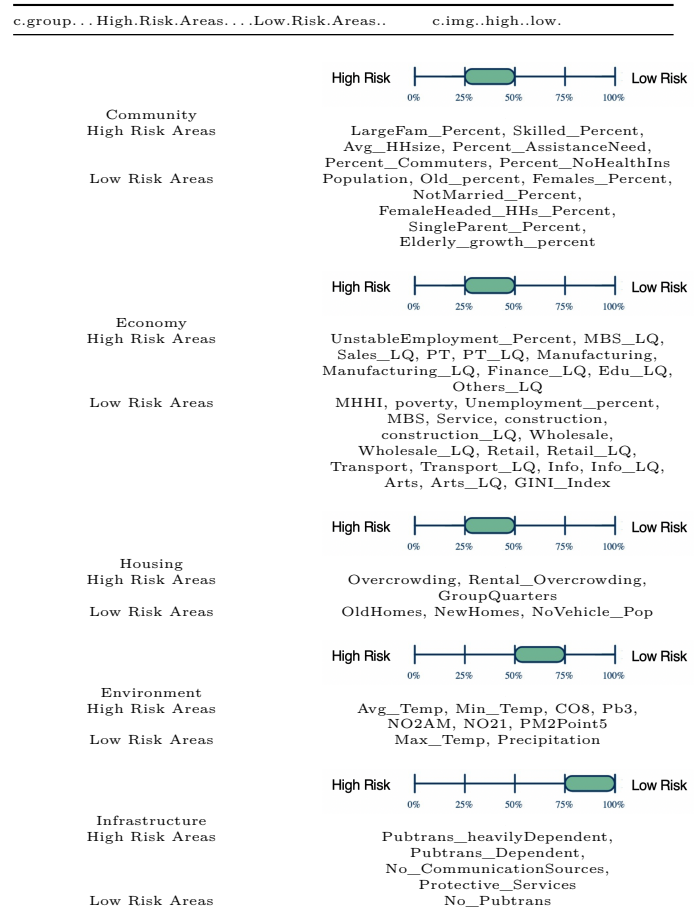 c.group...High.Risk.Areas....Low.Risk.Areas.. c.img..high..low.
High Risk Low Risk
0% 25% 50% 75% 100%
Community
High Risk Areas LargeFam_Percent, Skilled_Percent,
Avg_HHsize, Percent_AssistanceNeed,
Percent_Commuters, Percent_NoHealthIns
Low Risk Areas Population, Old_percent, Females_Percent,
NotMarried_Percent,
FemaleHeaded_HHs_Percent,
SingleParent_Percent,
Elderly_growth_percent
High Risk Low Risk
0% 25% 50% 75% 100%
Economy
High Risk Areas UnstableEmployment_Percent, MBS_LQ,
Sales_LQ, PT, PT_LQ, Manufacturing,
Manufacturing_LQ, Finance_LQ, Edu_LQ,
Others_LQ
Low Risk Areas MHHI, poverty, Unemployment_percent,
MBS, Service, construction,
construction_LQ, Wholesale,
Wholesale_LQ, Retail, Retail_LQ,
Transport, Transport_LQ, Info, Info_LQ,
Arts, Arts_LQ, GINI_Index
High Risk Low Risk
0% 25% 50% 75% 100%
Housing
High Risk Areas Overcrowding, Rental_Overcrowding,
GroupQuarters
Low Risk Areas OldHomes, NewHomes, NoVehicle_Pop
High Risk Low Risk
0% 25% 50% 75% 100%
Environment
High Risk Areas Avg_Temp, Min_Temp, CO8, Pb3,
NO2AM, NO21, PM2Point5
Low Risk Areas Max_Temp, Precipitation
High Risk Low Risk
0% 25% 50% 75% 100%
Infrastructure
High Risk Areas Pubtrans_heavilyDependent,
Pubtrans_Dependent,
No_CommunicationSources,
Protective_Services
Low Risk Areas No_Pubtrans